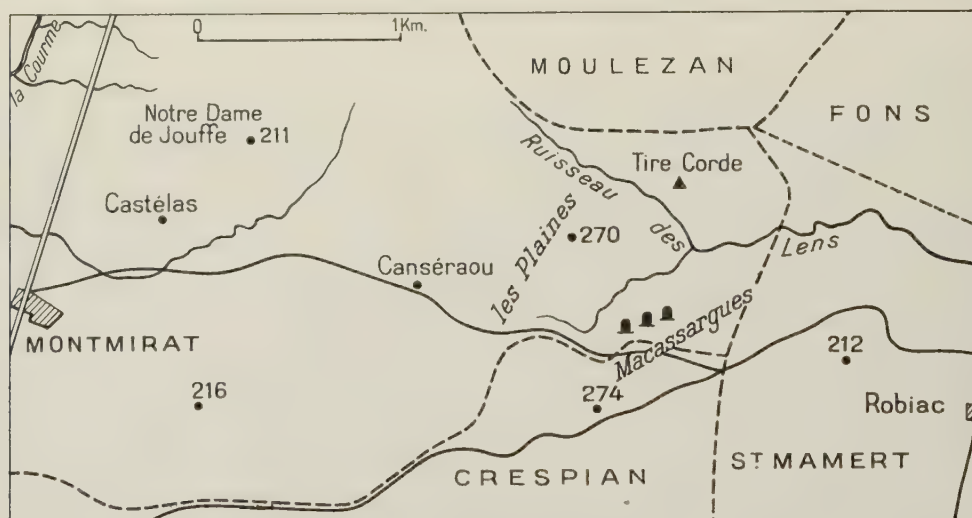 0 1Km.
la Courme
MOULEZAN
FONS
Notre Dame
de Jouffe
211
Ruisseau des Lens
Tire Corde
Castélas
les Plaines
270
Canséraou
Macassargues
MONTMIRAT
212
216
274
Robiac
CRESPIAN
ST MAMERT